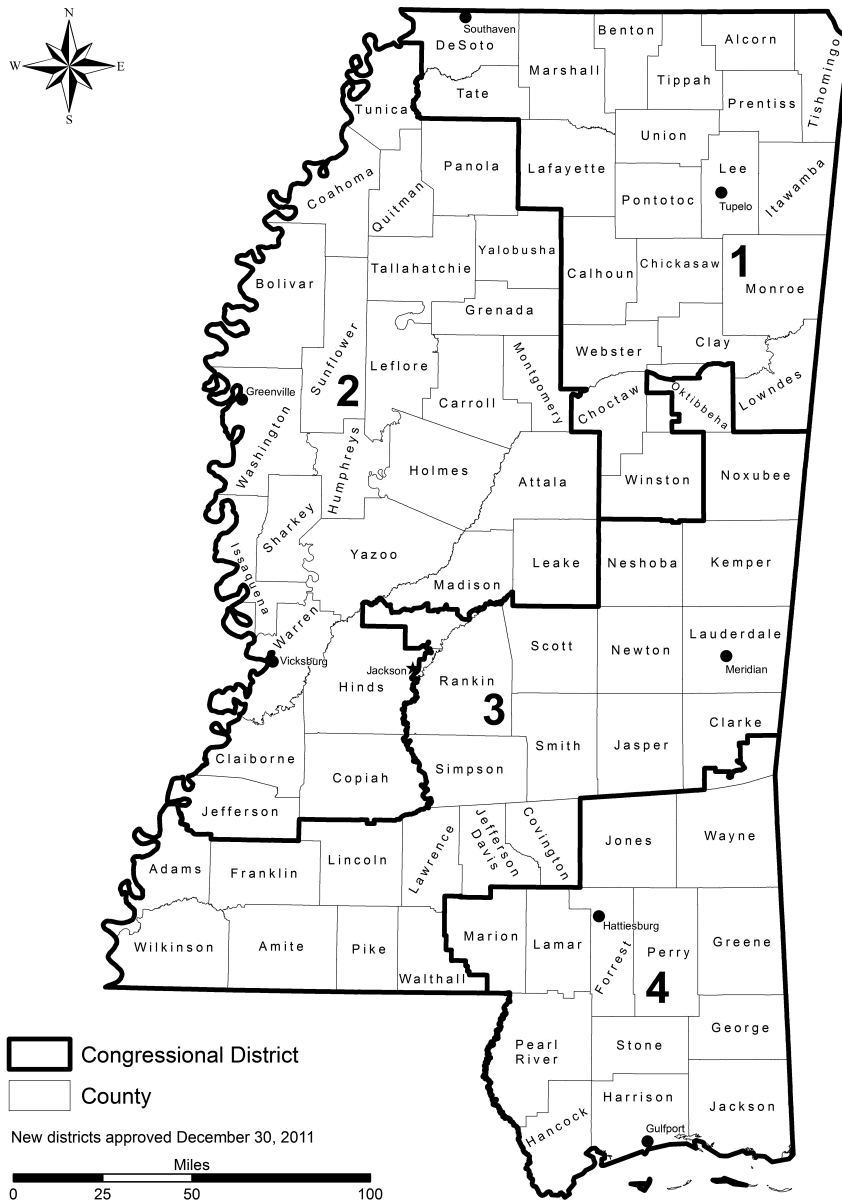 N
W
E
S
Southaven
DeSoto
Benton
Alcorn
Tishomingo
Marshall
Tippah
Tate
Prentiss
Tunica
Union
Panola
Lafayette
Lee
Itawamba
Coahoma
Quitman
Pontotoc
Tupelo
Yalobusha
Tallahatchie
Calhoun
Chickasaw
1
Bolivar
Monroe
Grenada
Sunflower
Clay
Webster
Leflore
Montgomery
2
Greenville
Choctaw
Oktibbeha
Lowndes
Carroll
Washington
Humphreys
Holmes
Attala
Winston
Noxubee
Sharkey
Issaquena
Yazoo
Madison
Leake
Neshoba
Kemper
Warren
Vicksburg
Lauderdale
Scott
Newton
Meridian
Jackson
Rankin
Hinds
3
Clarke
Smith
Jasper
Claiborne
Copiah
Simpson
Jefferson
Lawrence
Jefferson
Davis
Covington
Jones
Wayne
Lincoln
Adams
Franklin
Hattiesburg
Marion
Lamar
Forrest
Perry
Greene
Wilkinson
Amite
Pike
Walthall
4
Pearl
River
Stone
George
Harrison
Jackson
Hancock
Gulfport
Congressional District
County
New districts approved December 30, 2011
Miles
0 25 50 100